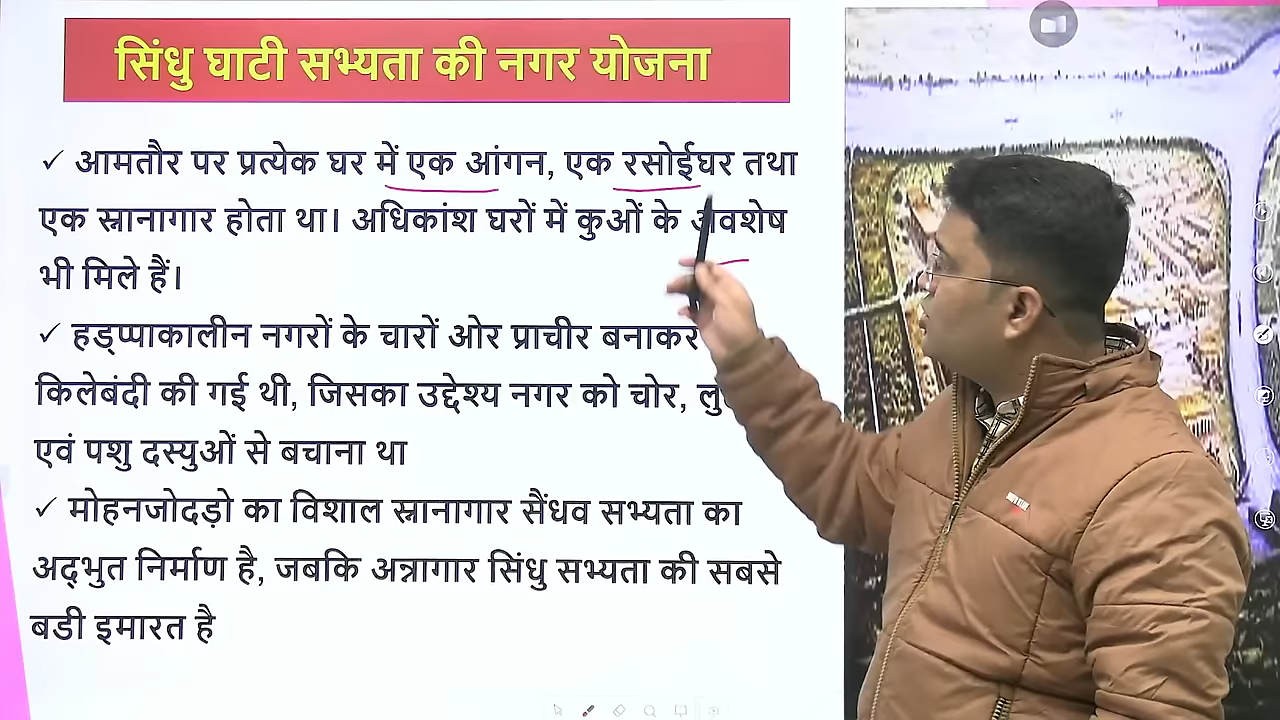 सिंधु घाटी सभ्यता की नगर योजना
✓ आमतौर पर प्रत्येक घर में एक आंगन, एक रसोईघर तथा
एक स्नानागार होता था। अधिकांश घरों में कुओं के अवशेष
भी मिले हैं।
✓ हड़प्पाकालीन नगरों के चारों ओर प्राचीर बनाकर
किलेबंदी की गई थी, जिसका उद्देश्य नगर को चोर,
एवं पशु दस्युओं से बचाना था
✓ मोहनजोदड़ो का विशाल स्नानागार सैंधव सभ्यता का
अद्भुत निर्माण है, जबकि अन्नागार सिंधु सभ्यता की सबसे
बडी इमारत है